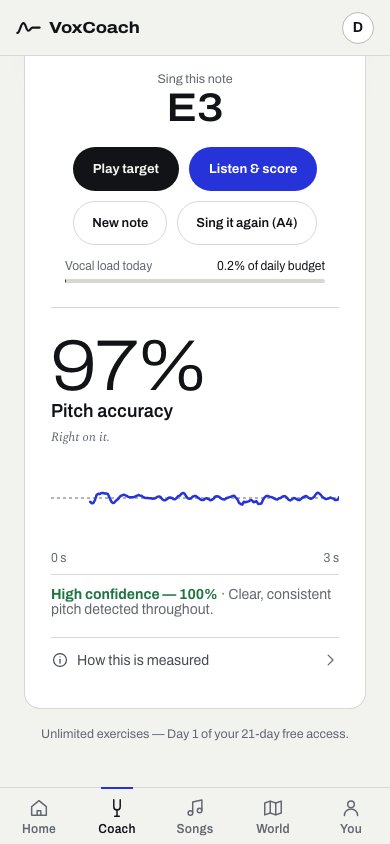 VoxCoach
D
Sing this note
E3
Play target
Listen & score
New note
Sing it again (A4)
Vocal load today
0.2% of daily budget
97%
Pitch accuracy
Right on it.
0 s
3 s
High confidence — 100% · Clear, consistent
pitch detected throughout.
How this is measured
Unlimited exercises — Day 1 of your 21-day free access.
Home
Coach
Songs
World
You